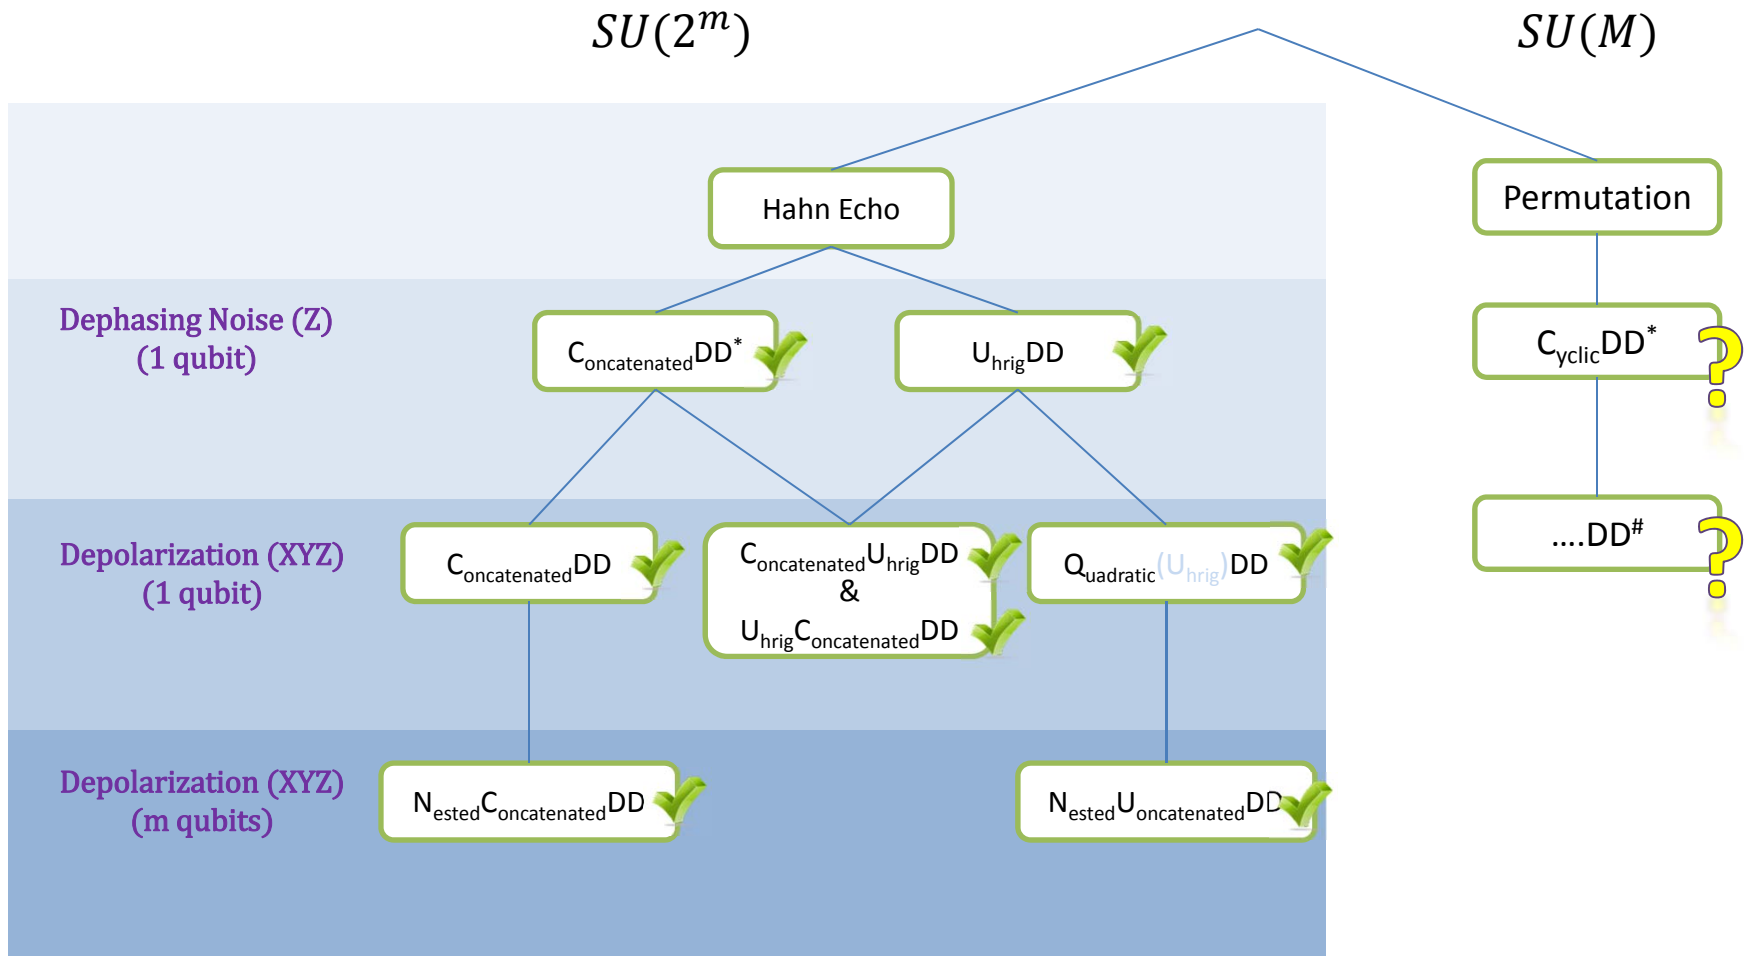 SU(2^m)
SU(M)
Hahn Echo
Permutation
Dephasing Noise (Z)
(1 qubit)
ConcatenatedDD*
UhrigDD
CyclicDD*
?
Depolarization (XYZ)
(1 qubit)
ConcatenatedDD
ConcatenatedUhrigDD
&
UhrigConcatenatedDD
Quadratic(Uhrig)DD
....DD#
?
Depolarization (XYZ)
(m qubits)
NestedConcatenatedDD
NestedUoncatenatedDD